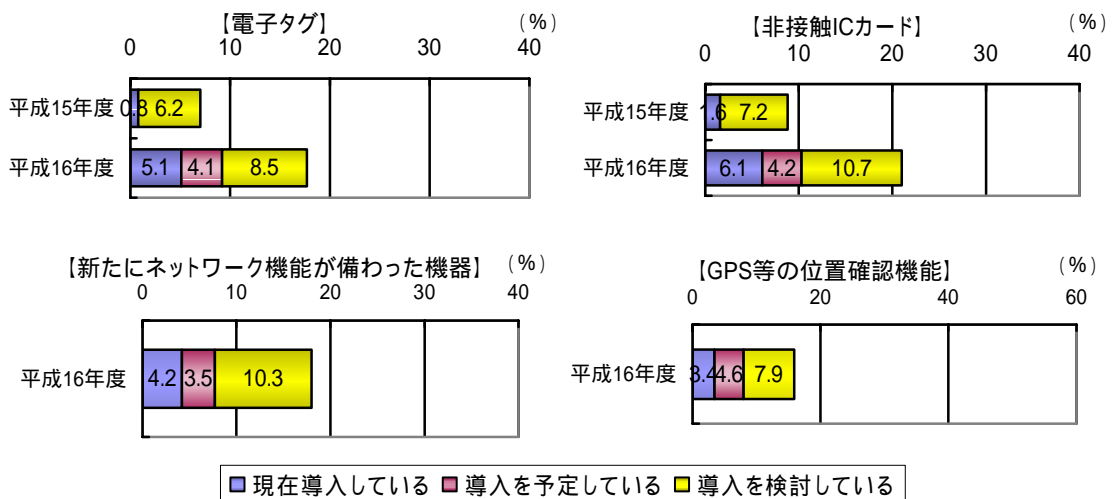 【電子タグ】 (%)
0 10 20 30 40
平成15年度 0.8 6.2
平成16年度 5.1 4.1 8.5
【非接触ICカード】 (%)
0 10 20 30 40
平成15年度 1.6 7.2
平成16年度 6.1 4.2 10.7
【新たにネットワーク機能が備わった機器】 (%)
0 10 20 30 40
平成16年度 4.2 3.5 10.3
【GPS等の位置確認機能】 (%)
0 20 40 60
平成16年度 3.4 4.6 7.9
現在導入している 導入を予定している 導入を検討している